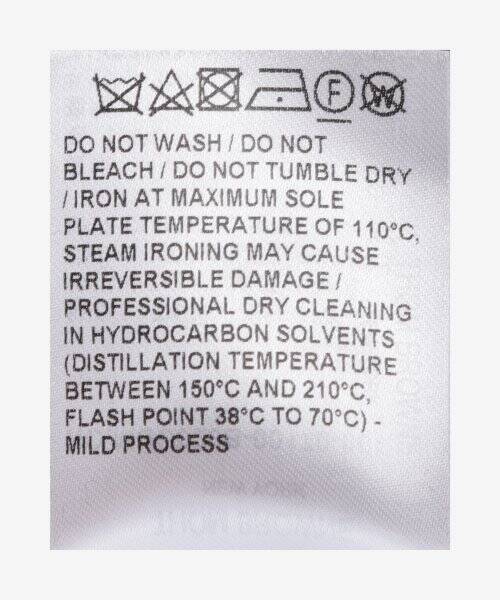 F W
DO NOT WASH / DO NOT
BLEACH / DO NOT TUMBLE DRY
/ IRON AT MAXIMUM SOLE
PLATE TEMPERATURE OF 110°C,
STEAM IRONING MAY CAUSE
IRREVERSIBLE DAMAGE /
PROFESSIONAL DRY CLEANING
IN HYDROCARBON SOLVENTS
(DISTILLATION TEMPERATURE
BETWEEN 150°C AND 210°C,
FLASH POINT 38°C TO 70°C) -
MILD PROCESS